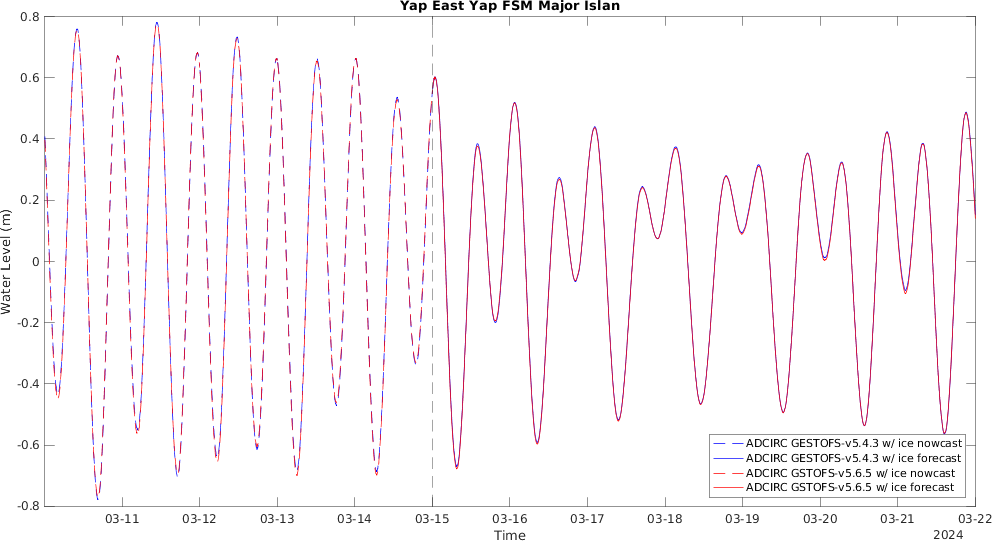 Yap East Yap FSM Major Islan
0.8
0.6
0.4
0.2
0
-0.2
-0.4
-0.6
-0.8
Water Level (m)
ADCIRC GESTOFS-v5.4.3 w/ ice nowcast
ADCIRC GESTOFS-v5.4.3 w/ ice forecast
ADCIRC GSTOFS-v5.6.5 w/ ice nowcast
ADCIRC GSTOFS-v5.6.5 w/ ice forecast
03-11 03-12 03-13 03-14 03-15 03-16 03-17 03-18 03-19 03-20 03-21 03-22
Time
2024